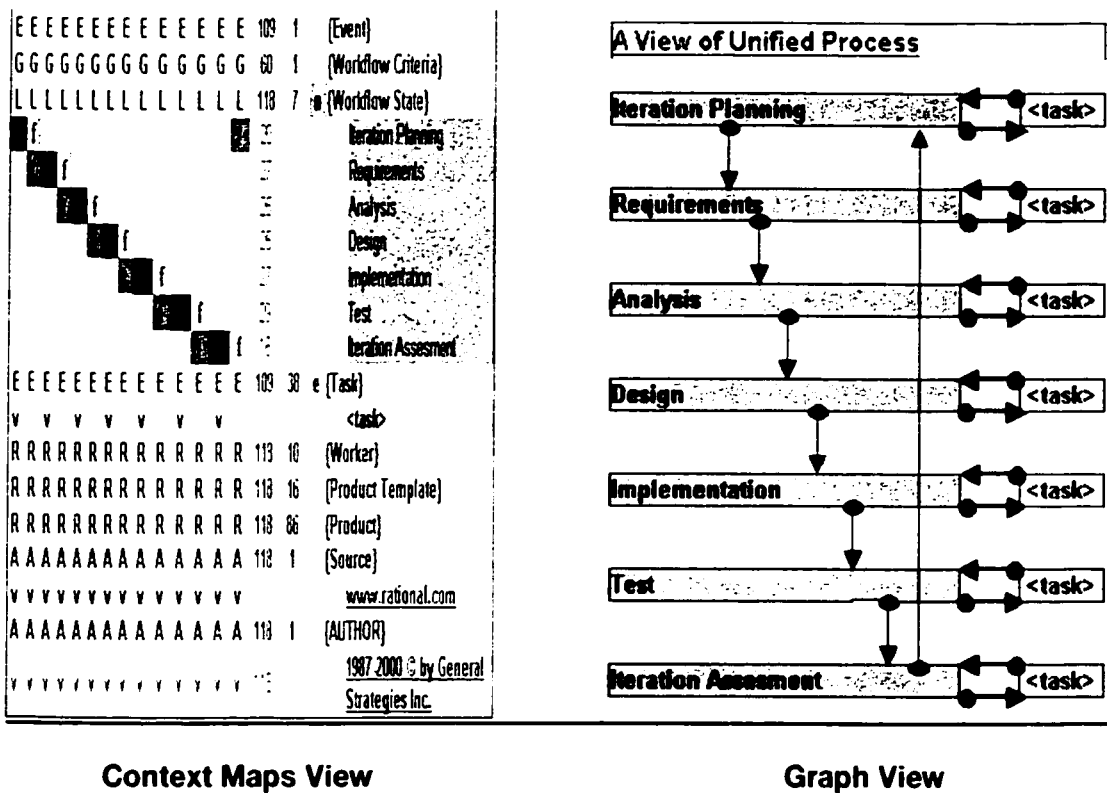 E E E E E E E E E E E E E E 109 1 {Event}
G G G G G G G G G G G G G G 60 1 {Workflow Criteria}
L L L L L L L L L L L L L L 118 7 {Workflow State}
f Iteration Planning
f Requirements
f Analysis
f Design
f Implementation
f Test
f Iteration Assesment
E E E E E E E E E E E E E E 109 38 e {Task}
v v v v v v v <task>
R R R R R R R R R R R R R R 113 10 {Worker}
R R R R R R R R R R R R R R 118 16 {Product Template}
R R R R R R R R R R R R R R 118 86 {Product}
A A A A A A A A A A A A A A 118 1 {Source}
v v v v v v v v v v v v v v www.rational.com
A A A A A A A A A A A A A A 118 1 {AUTHOR}
1987-2000 © by General
v v v v v v v v v v v v v v Strategies Inc.
Context Maps View
A View of Unified Process
Iteration Planning <task>
Requirements <task>
Analysis <task>
Design <task>
Implementation <task>
Test <task>
Iteration Assesment <task>
Graph View